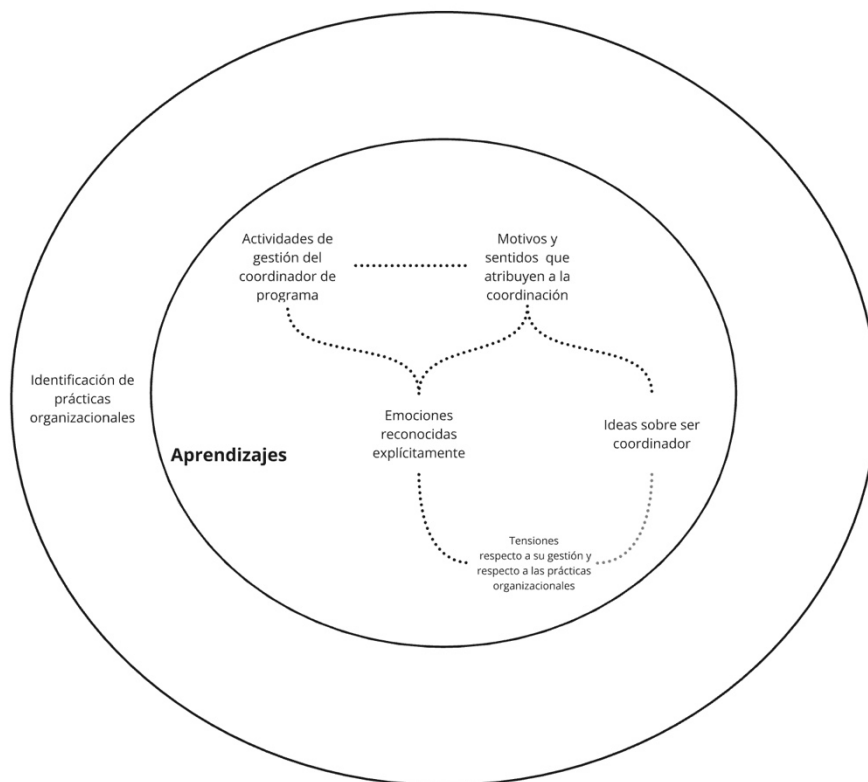 Actividades de
gestión del
coordinador de
programa
Motivos y
sentidos que
atribuyen a la
coordinación
Identificación de
prácticas
organizacionales
Aprendizajes
Emociones
reconocidas
explícitamente
Ideas sobre ser
coordinador
Tensiones
respecto a su gestión y
respecto a las prácticas
organizacionales